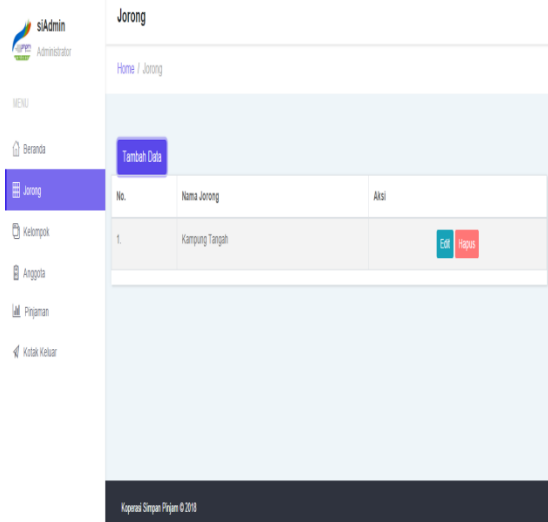 siAdmin
Administrator
MENU
Beranda
Jorong
Kelompok
Anggota
Pinjaman
Kotak Keluar
Jorong
Home / Jorong
Tambah Data
No. Nama Jorong Aksi
1. Kampung Tangah Edit Hapus
Koperasi Simpan Pinjam © 2018